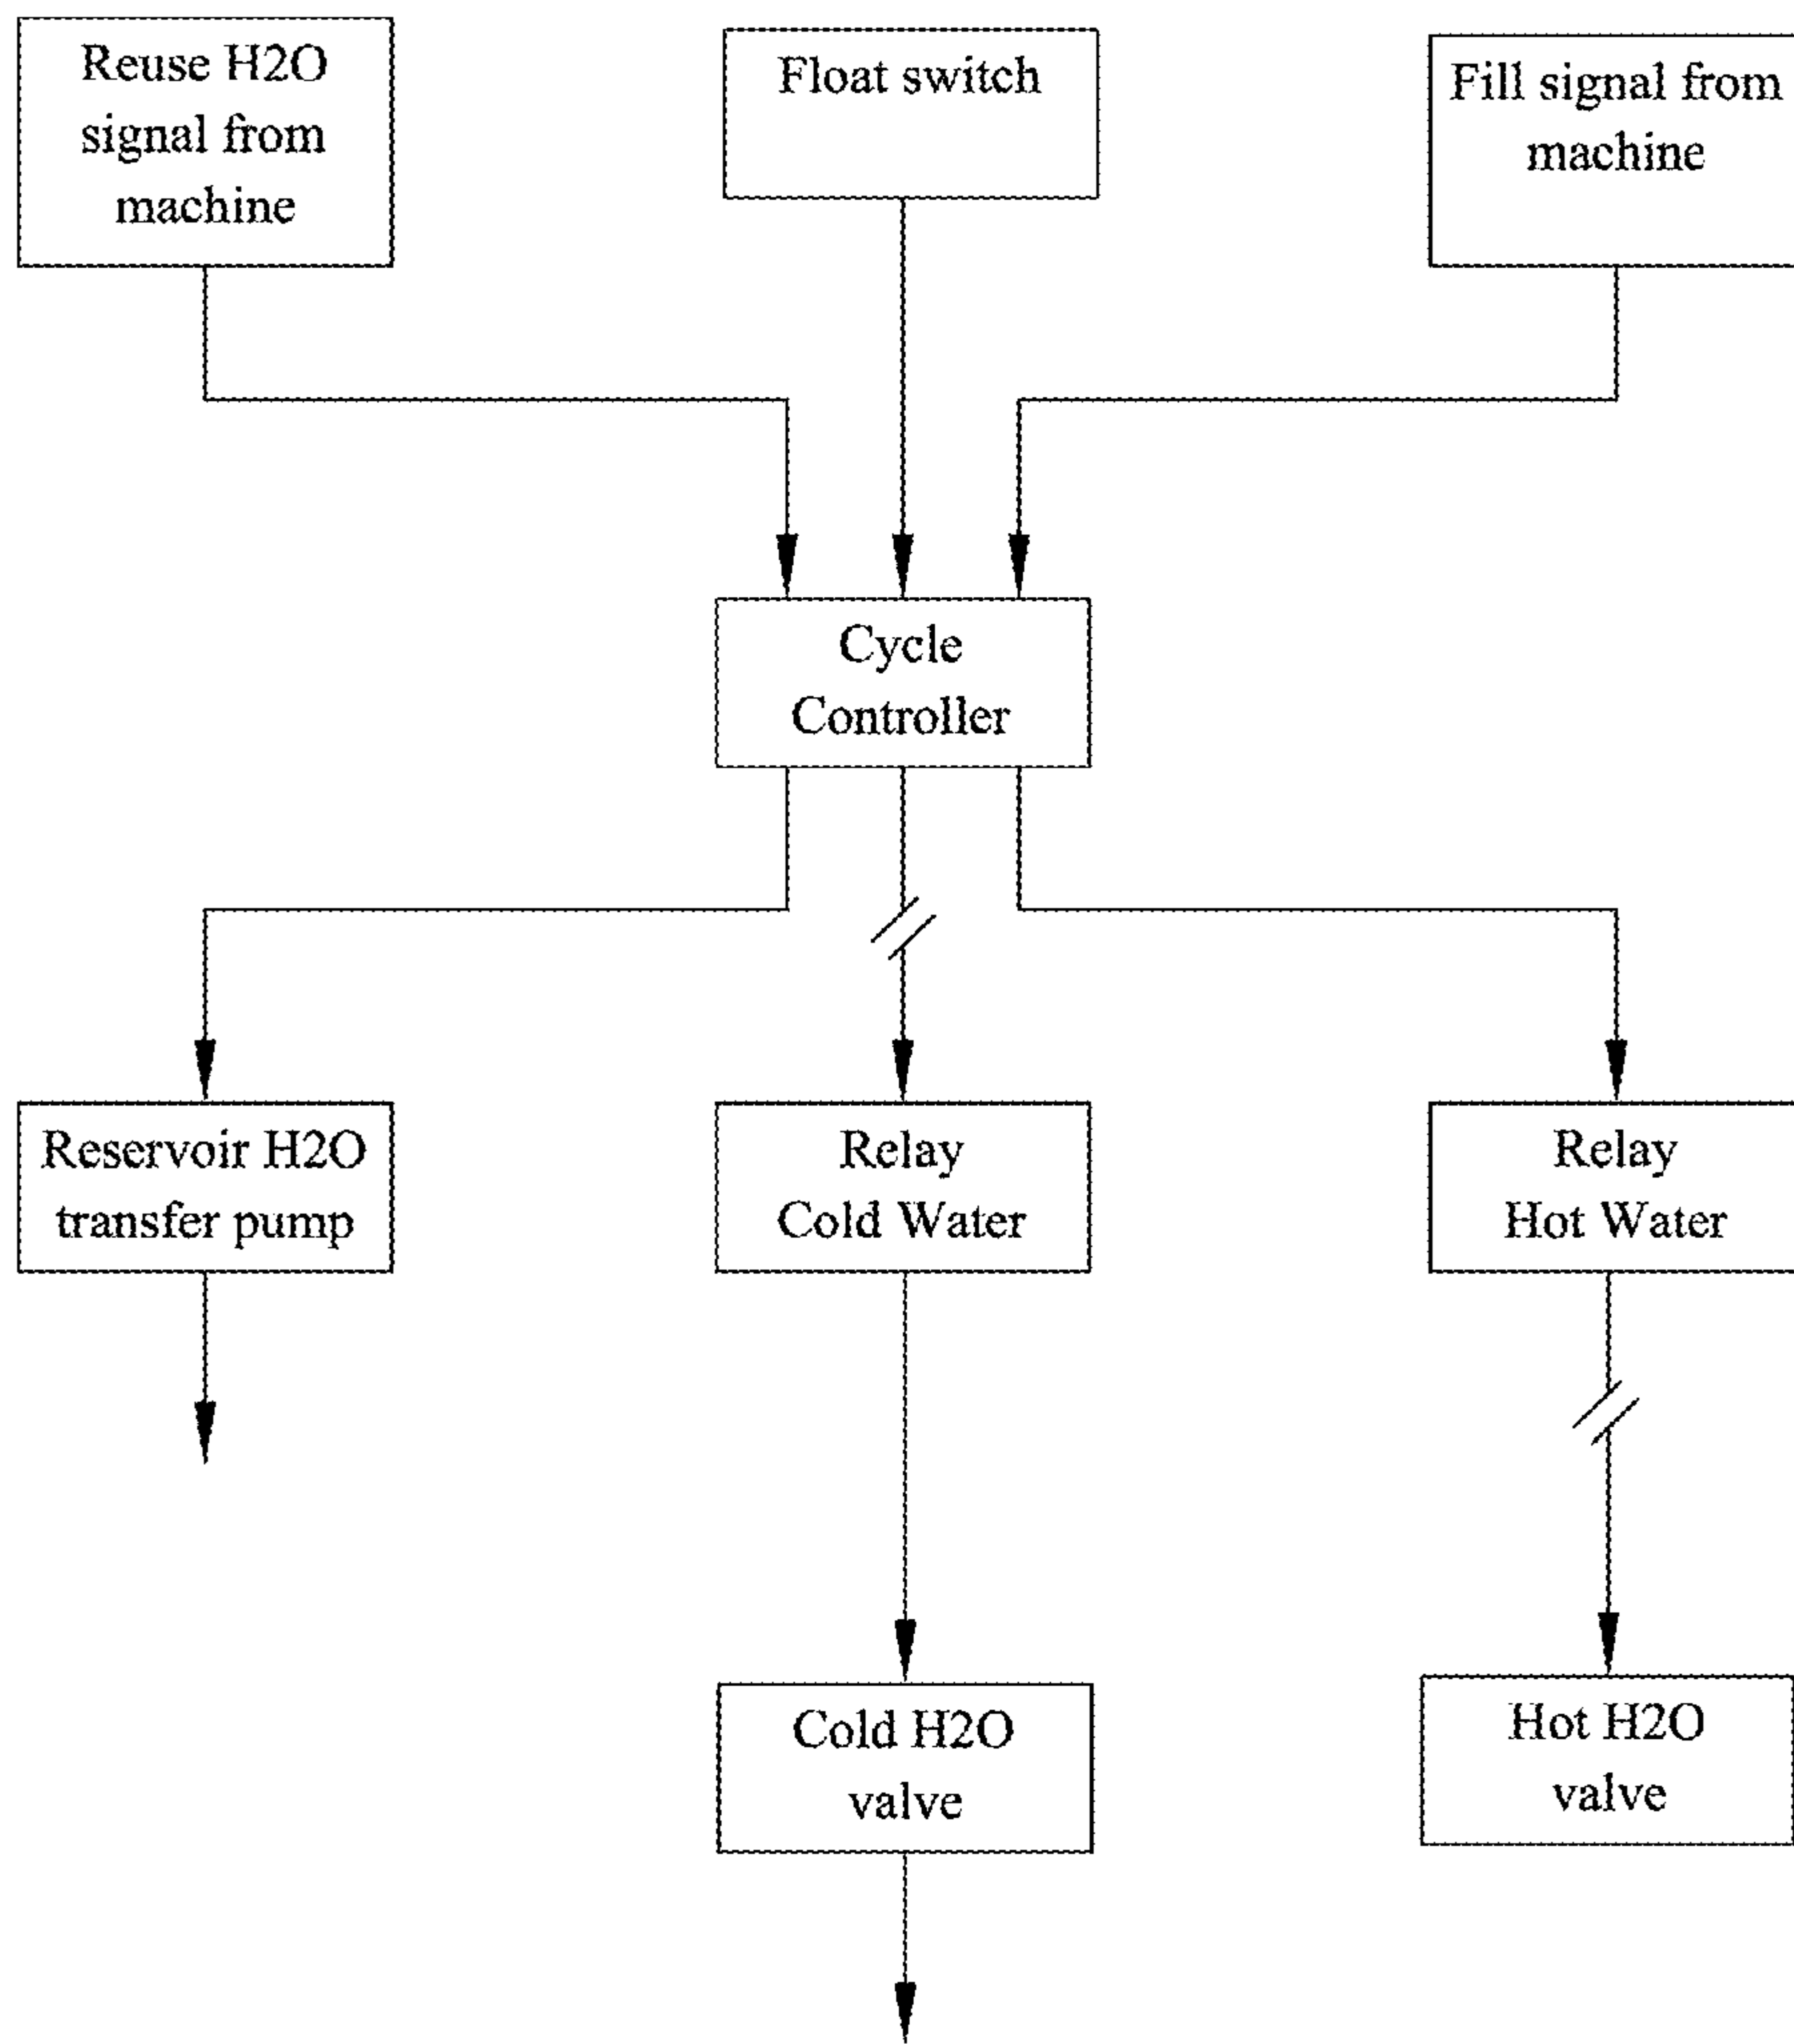 Reuse H2O
signal from
machine
Float switch
Fill signal from
machine
Cycle
Controller
Reservoir H2O
transfer pump
Relay
Cold Water
Relay
Hot Water
Cold H2O
valve
Hot H2O
valve